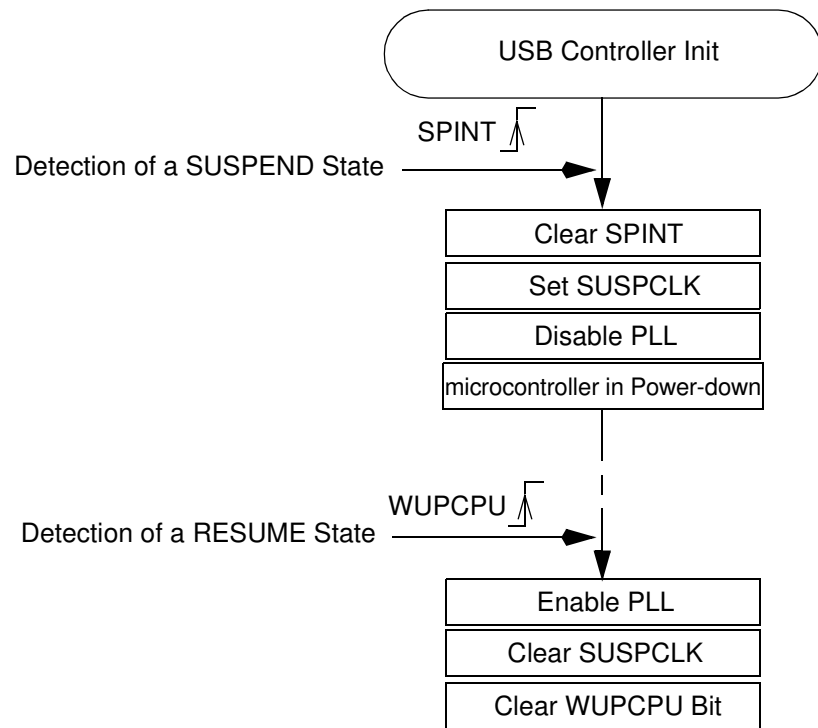 USB Controller Init
SPINT
Detection of a SUSPEND State
Clear SPINT
Set SUSPCLK
Disable PLL
microcontroller in Power-down
WUPCPU
Detection of a RESUME State
Enable PLL
Clear SUSPCLK
Clear WUPCPU Bit